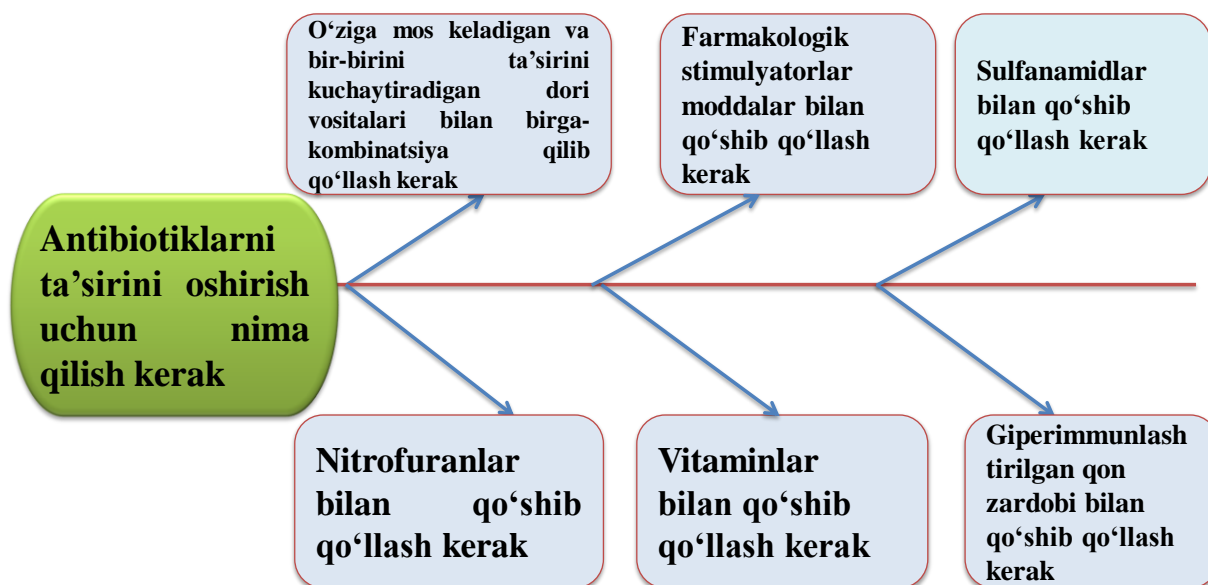 O‘ziga mos keladigan va
bir-birini ta’sirini
kuchaytiradigan dori
vositalari bilan birga-
kombinatsiya qilib
qo‘llash kerak
Farmakologik
stimulyatorlar
moddalar bilan
qo‘shib qo‘llash
kerak
Sulfanamidlar
bilan qo‘shib
qo‘llash kerak
Antibiotiklarni
ta’sirini oshirish
uchun nima
qilish kerak
Nitrofuranlar
bilan qo‘shib
qo‘llash kerak
Vitaminlar
bilan qo‘shib
qo‘llash kerak
Giperimmunlash
tirilgan qon
zardobi bilan
qo‘shib qo‘llash
kerak